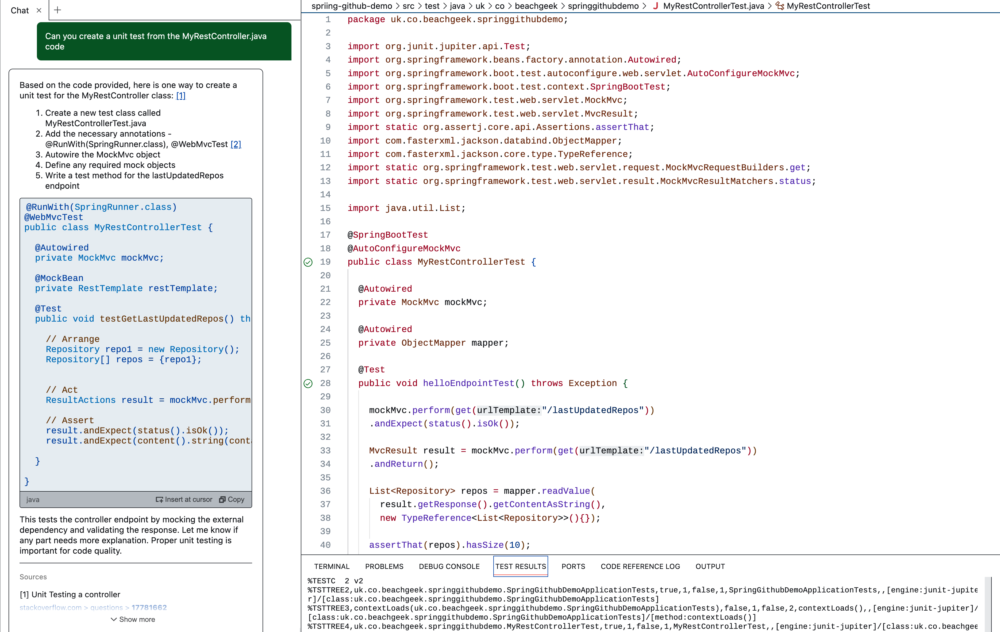 Chat
Can you create a unit test from the MyRestController.java
code
Based on the code provided, here is one way to create a
unit test for the MyRestController class: [1]
1. Create a new test class called
MyRestControllerTest.java
2. Add the necessary annotations -
@RunWith(SpringRunner.class), @WebMvcTest [2]
3. Autowire the MockMvc object
4. Define any required mock objects
5. Write a test method for the lastUpdatedRepos
endpoint
@RunWith(SpringRunner.class)
@WebMvcTest
public class MyRestControllerTest {
@Autowired
private MockMvc mockMvc;
@MockBean
private RestTemplate restTemplate;
@Test
public void testGetLastUpdatedRepos() th
// Arrange
Repository repo1 = new Repository();
Repository[] repos = {repo1};
// Act
ResultActions result = mockMvc.perform
// Assert
result.andExpect(status().isOk());
result.andExpect(content().string(cont
}
}
java Insert at cursor Copy
This tests the controller endpoint by mocking the external
dependency and validating the response. Let me know if
any part needs more explanation. Proper unit testing is
important for code quality.
Sources
[1] Unit Testing a controller
stackoverflow.com > questions > 17781662
Show more
spriing-github-demo > src > test > java > uk > co > beachgeek > springgithubdemo > J MyRestControllerTest.java > MyRestControllerTest
1 package uk.co.beachgeek.springgithubdemo;
2
3 import org.junit.jupiter.api.Test;
4 import org.springframework.beans.factory.annotation.Autowired;
5 import org.springframework.boot.test.autoconfigure.web.servlet.AutoConfigureMockMvc;
6 import org.springframework.boot.test.context.SpringBootTest;
7 import org.springframework.test.web.servlet.MockMvc;
8 import org.springframework.test.web.servlet.MvcResult;
9 import static org.assertj.core.api.Assertions.assertThat;
10 import com.fasterxml.jackson.databind.ObjectMapper;
11 import com.fasterxml.jackson.core.type.TypeReference;
12 import static org.springframework.test.web.servlet.request.MockMvcRequestBuilders.get;
13 import static org.springframework.test.web.servlet.result.MockMvcResultMatchers.status;
14
15 import java.util.List;
16
17 @SpringBootTest
18 @AutoConfigureMockMvc
19 public class MyRestControllerTest {
20
21 @Autowired
22 private MockMvc mockMvc;
23
24 @Autowired
25 private ObjectMapper mapper;
26
27 @Test
28 public void helloEndpointTest() throws Exception {
29
30 mockMvc.perform(get(urlTemplate:"/lastUpdatedRepos"))
31 .andExpect(status().isOk());
32
33 MvcResult result = mockMvc.perform(get(urlTemplate:"/lastUpdatedRepos"))
34 .andReturn();
35
36 List<Repository> repos = mapper.readValue(
37 result.getResponse().getContentAsString(),
38 new TypeReference<List<Repository>>(){});
39
40 assertThat(repos).hasSize(10);
TERMINAL PROBLEMS DEBUG CONSOLE TEST RESULTS PORTS CODE REFERENCE LOG OUTPUT
%TESTC 2 v2
%TSTTREE2,uk.co.beachgeek.springgithubdemo.SpringGithubDemoApplicationTests,true,1,false,1,SpringGithubDemoApplicationTests,,[engine:junit-jupite
r]/[class:uk.co.beachgeek.springgithubdemo.SpringGithubDemoApplicationTests]
%TSTTREE3,contextLoads(uk.co.beachgeek.springgithubdemo.SpringGithubDemoApplicationTests),false,1,false,2,contextLoads(),,[engine:junit-jupiter]/
[class:uk.co.beachgeek.springgithubdemo.SpringGithubDemoApplicationTests]/[method:contextLoads()]
%TSTTREE4,uk.co.beachgeek.springgithubdemo.MyRestControllerTest,true,1,false,1,MyRestControllerTest,,[engine:junit-jupiter]/[class:uk.co.beachgee